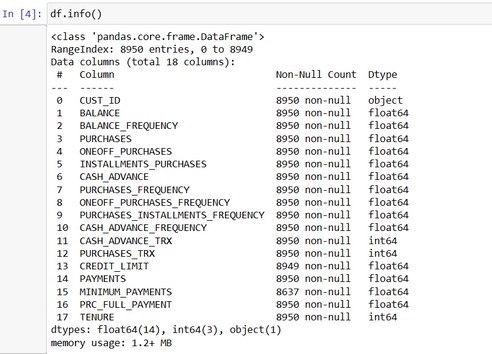 In [4]: df.info()
<class 'pandas.core.frame.DataFrame'>
RangeIndex: 8950 entries, 0 to 8949
Data columns (total 18 columns):
 #   Column                            Non-Null Count  Dtype
---  ------                            --------------  -----
 0   CUST_ID                           8950 non-null   object
 1   BALANCE                           8950 non-null   float64
 2   BALANCE_FREQUENCY                 8950 non-null   float64
 3   PURCHASES                         8950 non-null   float64
 4   ONEOFF_PURCHASES                  8950 non-null   float64
 5   INSTALLMENTS_PURCHASES            8950 non-null   float64
 6   CASH_ADVANCE                      8950 non-null   float64
 7   PURCHASES_FREQUENCY               8950 non-null   float64
 8   ONEOFF_PURCHASES_FREQUENCY        8950 non-null   float64
 9   PURCHASES_INSTALLMENTS_FREQUENCY  8950 non-null   float64
 10  CASH_ADVANCE_FREQUENCY            8950 non-null   float64
 11  CASH_ADVANCE_TRX                  8950 non-null   int64
 12  PURCHASES_TRX                     8950 non-null   int64
 13  CREDIT_LIMIT                      8949 non-null   float64
 14  PAYMENTS                          8950 non-null   float64
 15  MINIMUM_PAYMENTS                  8637 non-null   float64
 16  PRC_FULL_PAYMENT                  8950 non-null   float64
 17  TENURE                            8950 non-null   int64
dtypes: float64(14), int64(3), object(1)
memory usage: 1.2+ MB